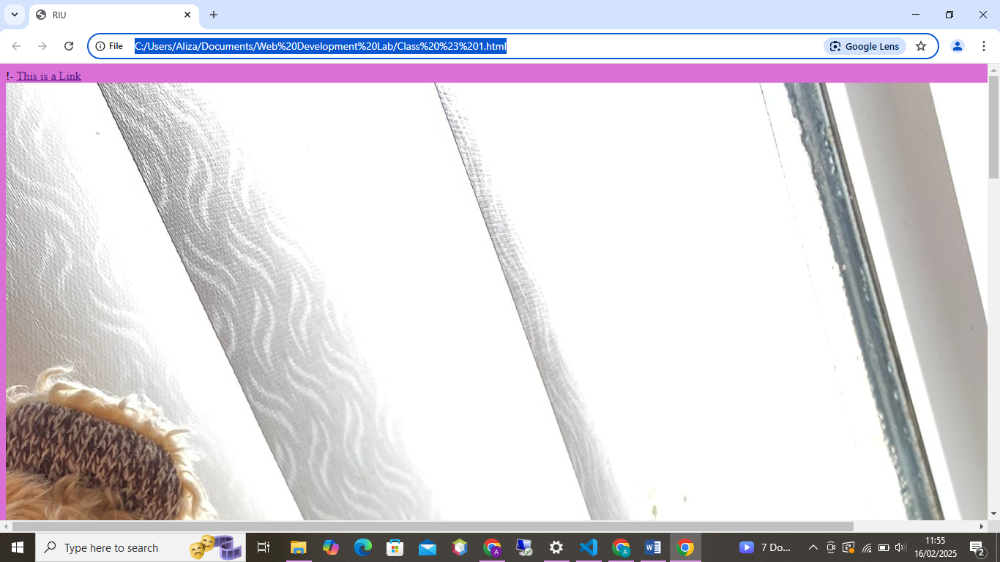 RIU
File
C:/Users/Aliza/Documents/Web%20Development%20Lab/Class%20%23%201.html
Google Lens
!- This is a Link
Type here to search
A
A
7 Do...
11:55
16/02/2025
2